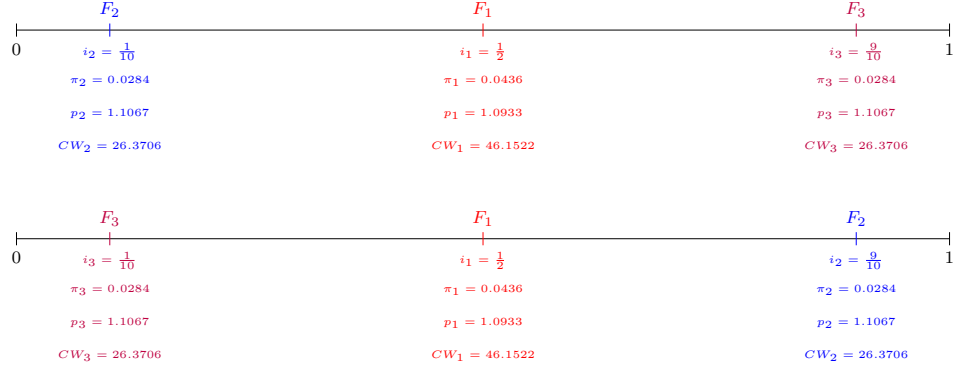 F₂ F₁ F₃
0 i₂ = 1/10 i₁ = 1/2 i₃ = 9/10 1
π₂ = 0.0284 π₁ = 0.0436 π₃ = 0.0284
p₂ = 1.1067 p₁ = 1.0933 p₃ = 1.1067
CW₂ = 26.3706 CW₁ = 46.1522 CW₃ = 26.3706
F₃ F₁ F₂
0 i₃ = 1/10 i₁ = 1/2 i₂ = 9/10 1
π₃ = 0.0284 π₁ = 0.0436 π₂ = 0.0284
p₃ = 1.1067 p₁ = 1.0933 p₂ = 1.1067
CW₃ = 26.3706 CW₁ = 46.1522 CW₂ = 26.3706